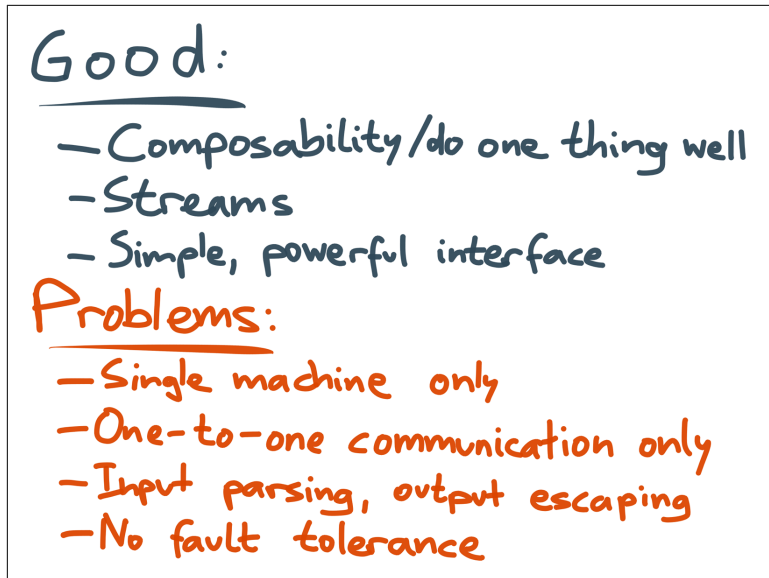 Good:
- Composability/do one thing well
- Streams
- Simple, powerful interface
Problems:
- Single machine only
- One-to-one communication only
- Input parsing, output escaping
- No fault tolerance